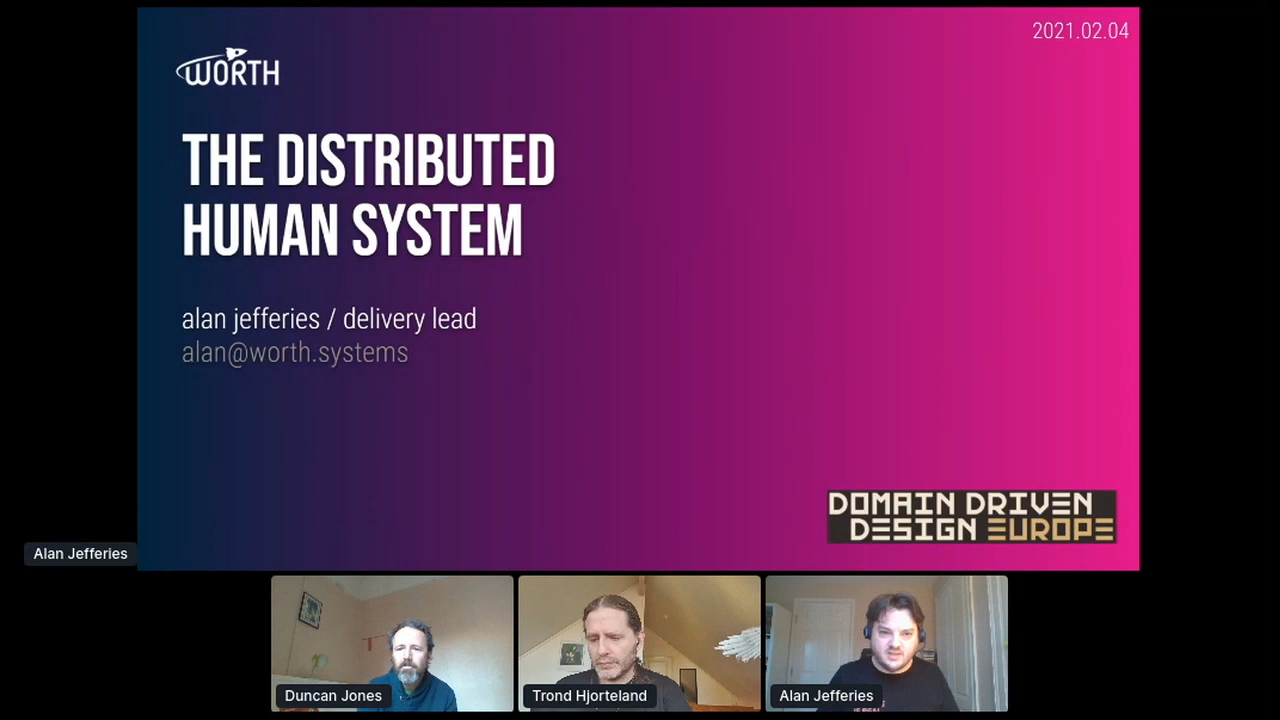 2021.02.04
WORTH
THE DISTRIBUTED
HUMAN SYSTEM
alan jefferies / delivery lead
alan@worth.systems
DOMAIN DRIVEN
DESIGN EUROPE
Alan Jefferies
Duncan Jones
Trond Hjorteland
Alan Jefferies